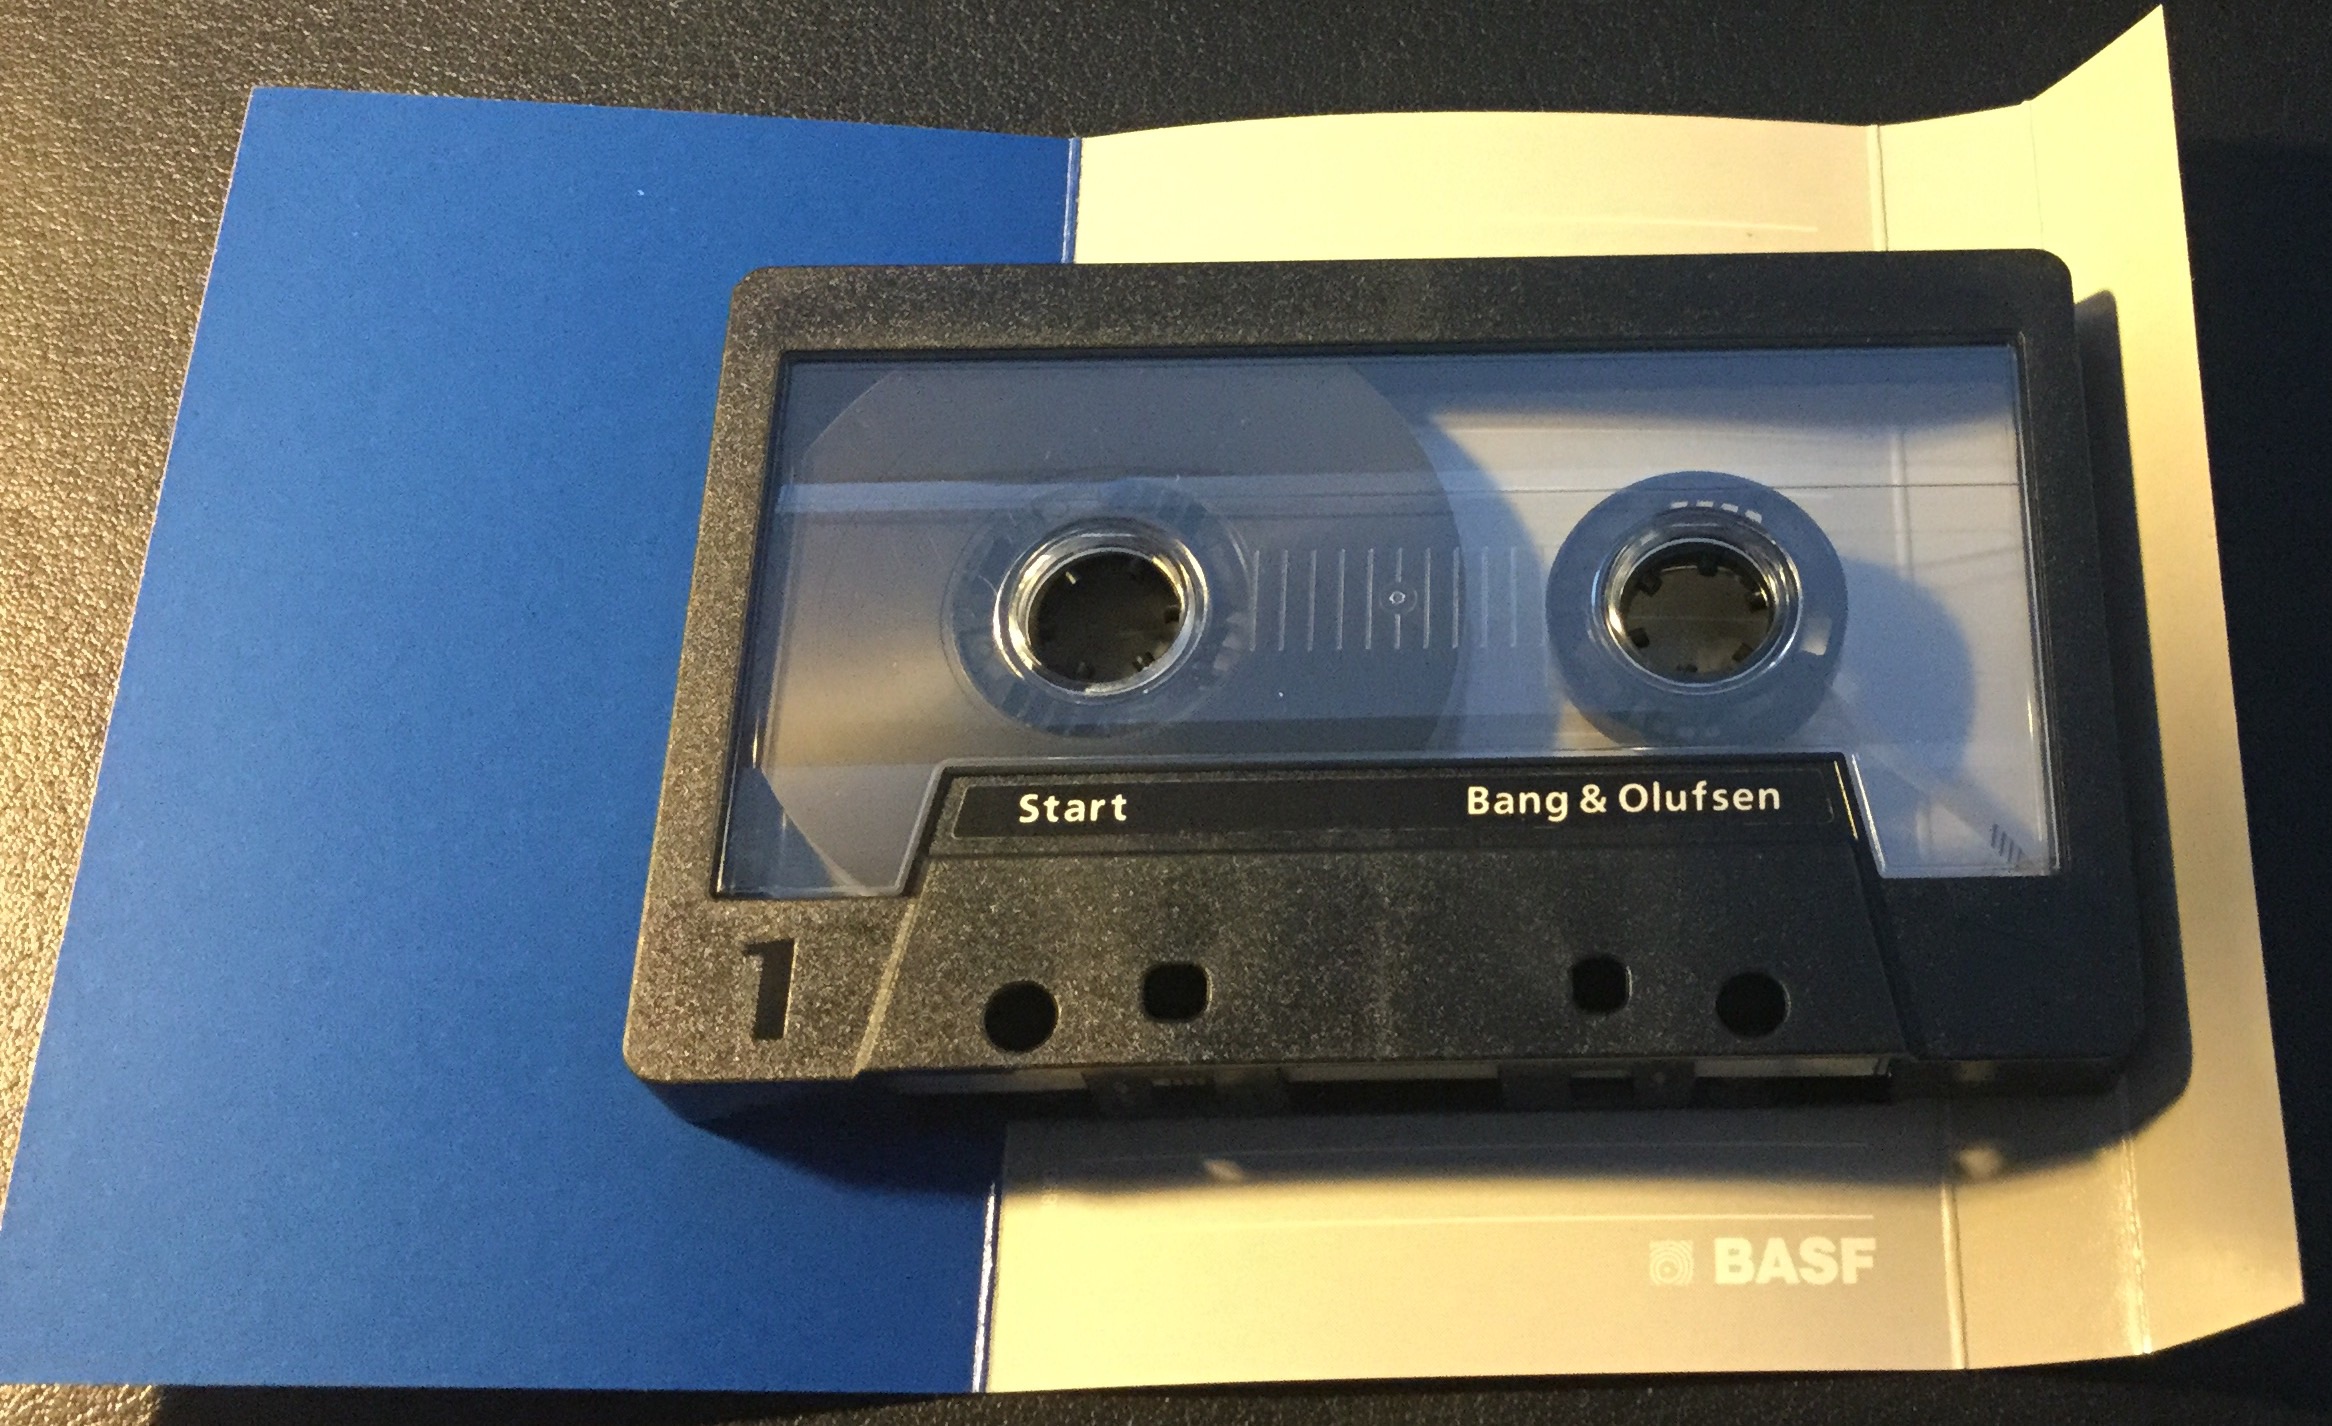 Start
Bang & Olufsen
1
BASF